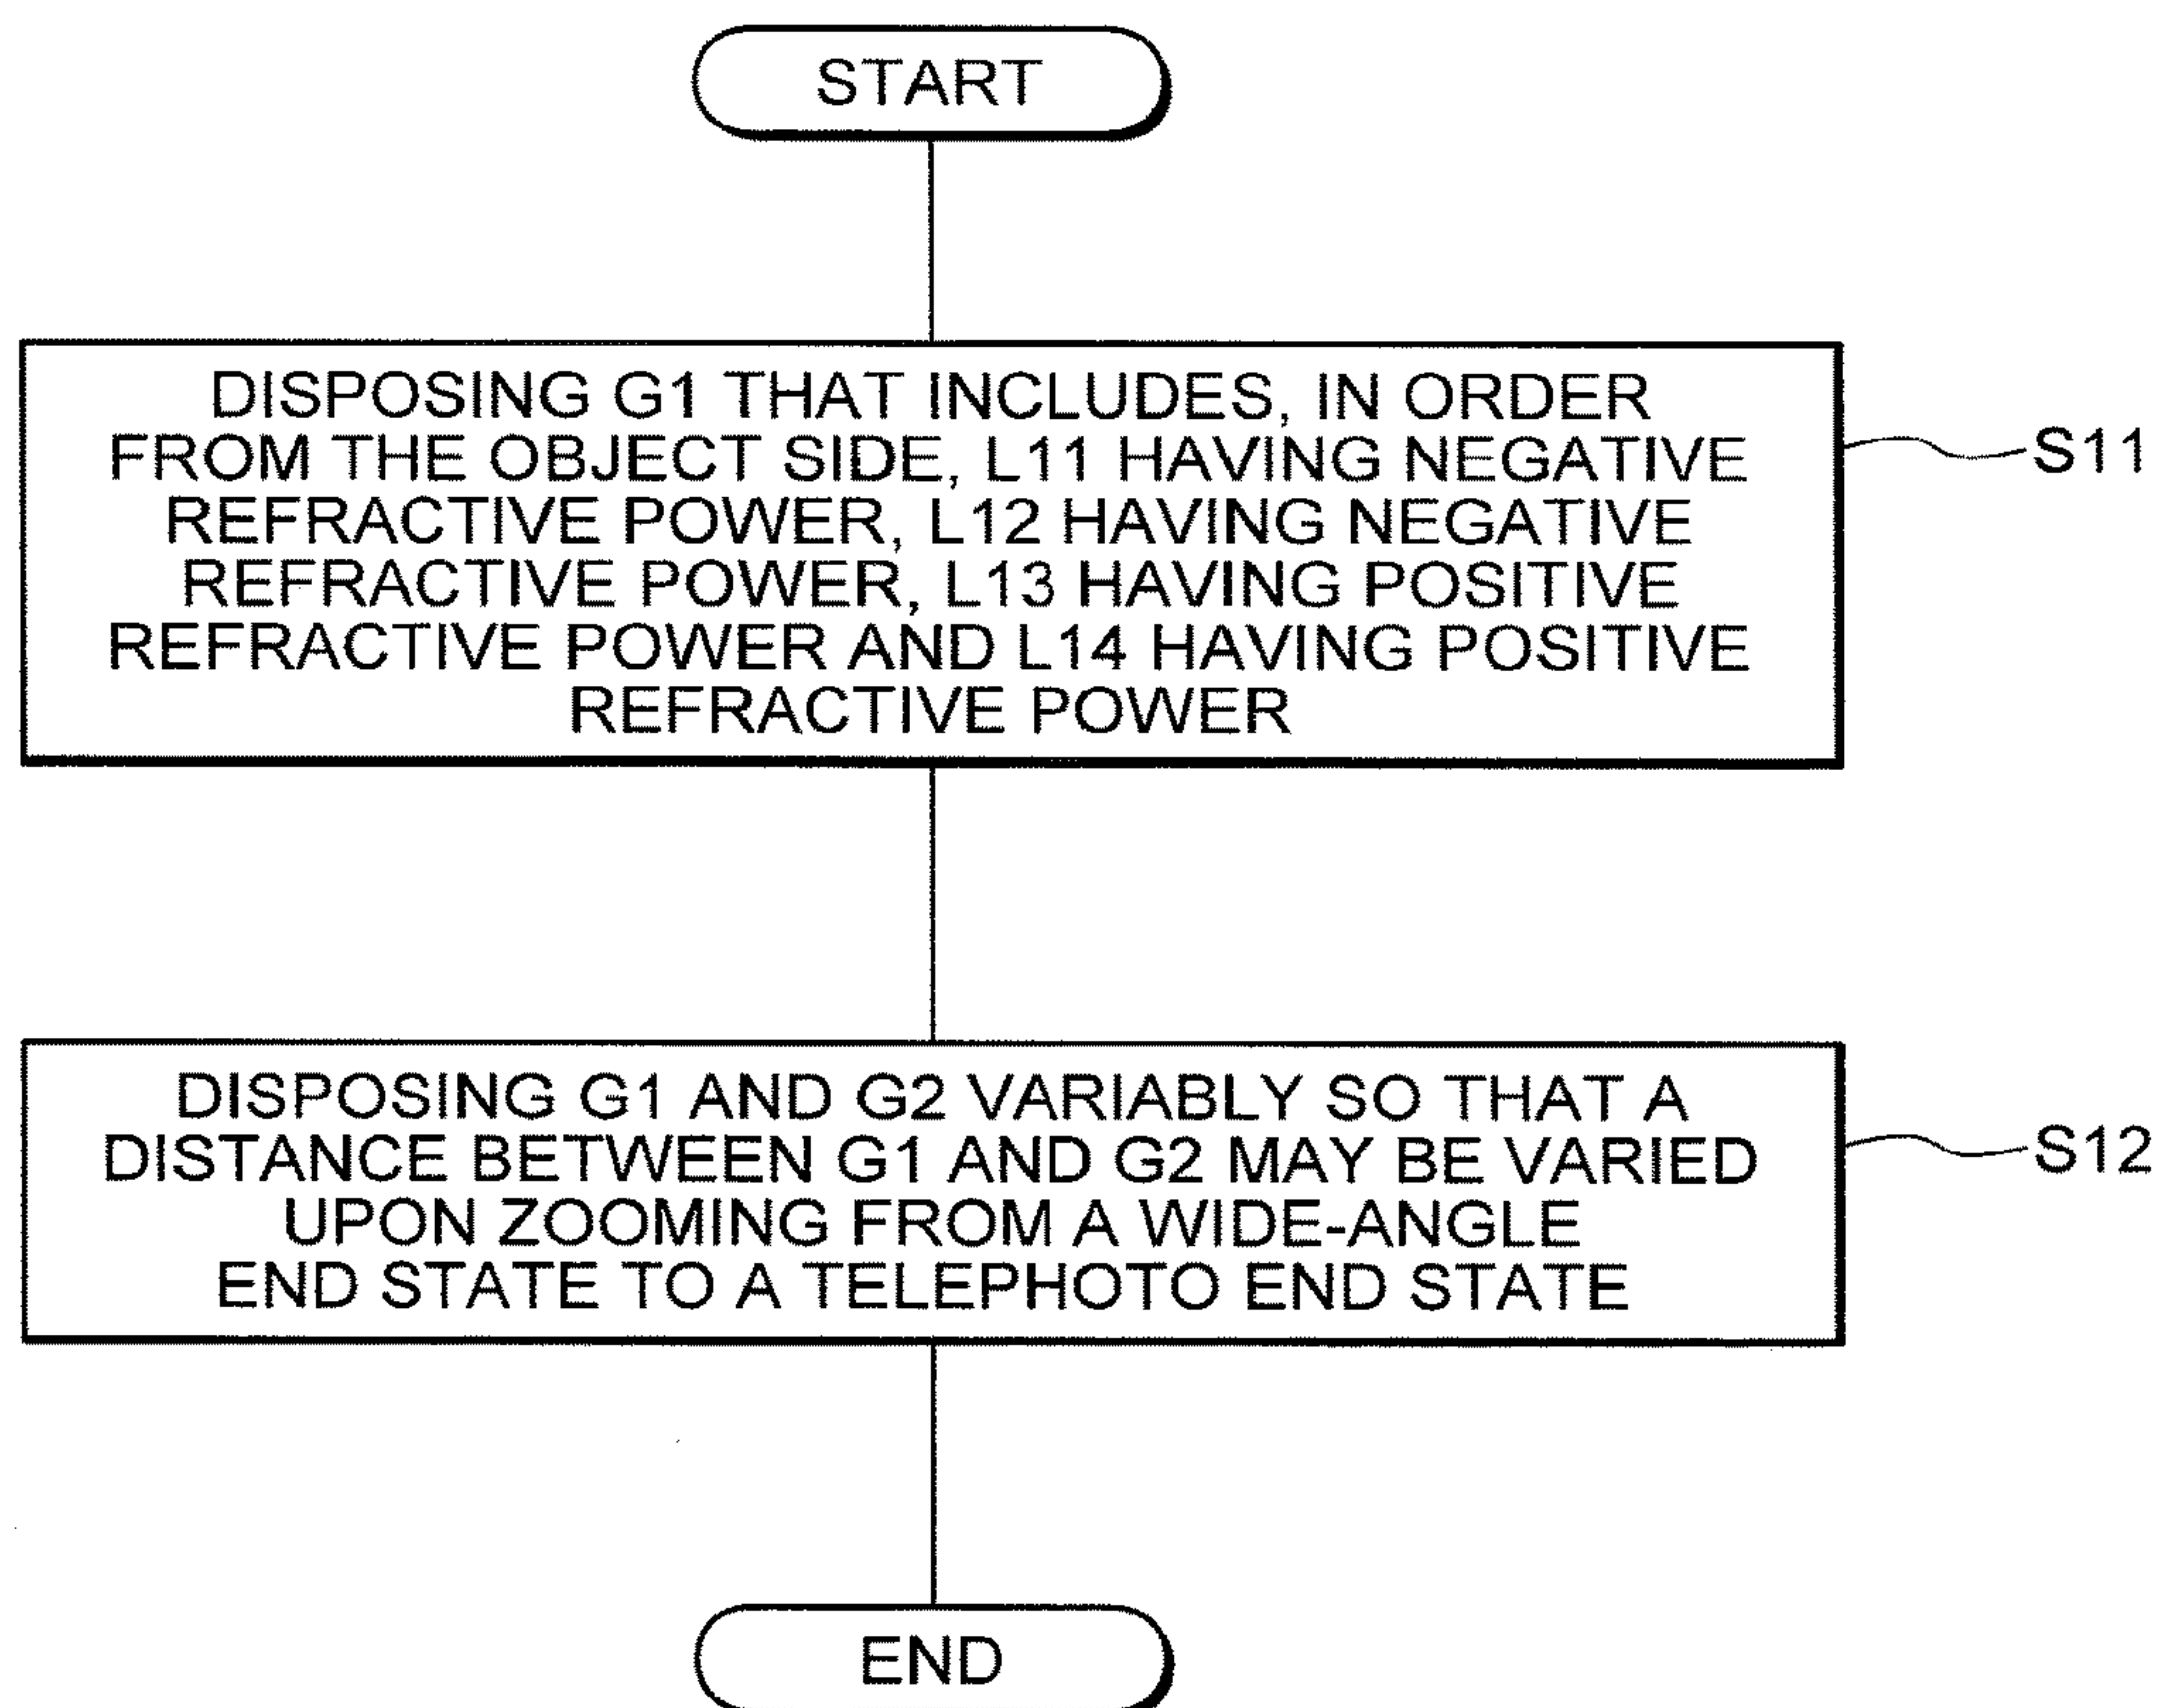 START
DISPOSING G1 THAT INCLUDES, IN ORDER
FROM THE OBJECT SIDE, L11 HAVING NEGATIVE
REFRACTIVE POWER, L12 HAVING NEGATIVE
REFRACTIVE POWER, L13 HAVING POSITIVE
REFRACTIVE POWER AND L14 HAVING POSITIVE
REFRACTIVE POWER
S11
DISPOSING G1 AND G2 VARIABLY SO THAT A
DISTANCE BETWEEN G1 AND G2 MAY BE VARIED
UPON ZOOMING FROM A WIDE-ANGLE
END STATE TO A TELEPHOTO END STATE
S12
END